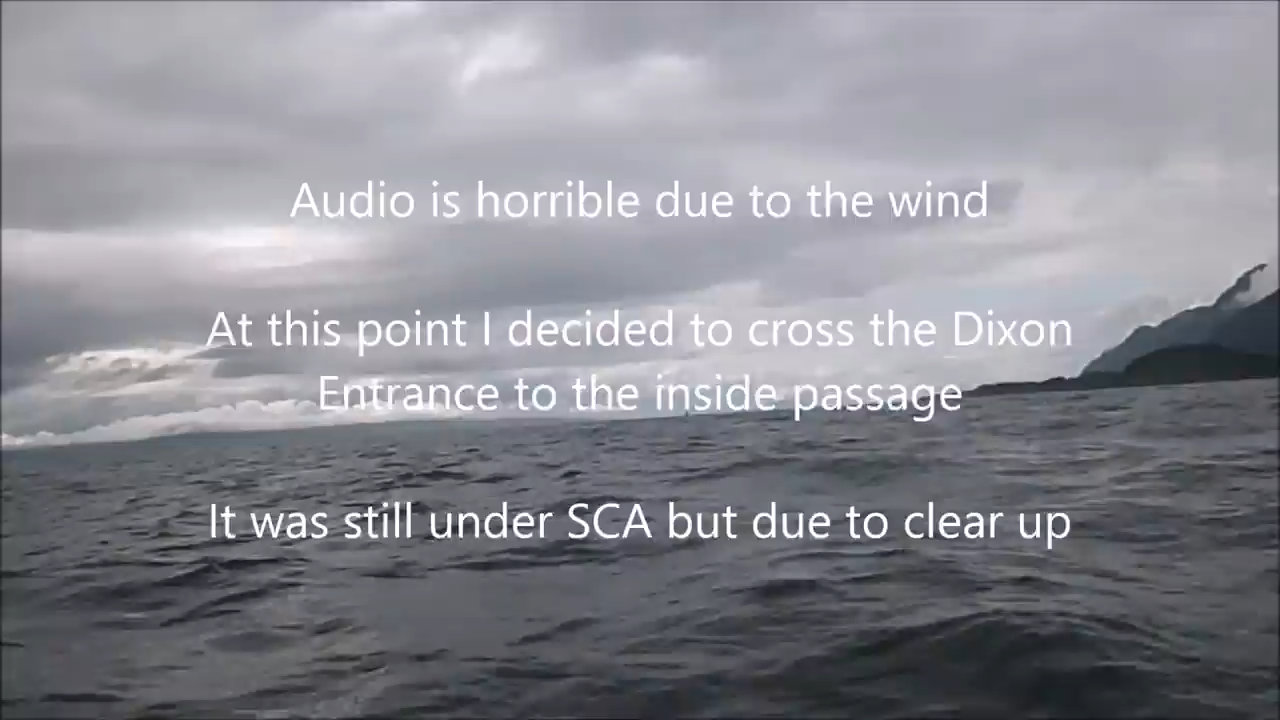 Audio is horrible due to the wind
At this point I decided to cross the Dixon
Entrance to the inside passage
It was still under SCA but due to clear up